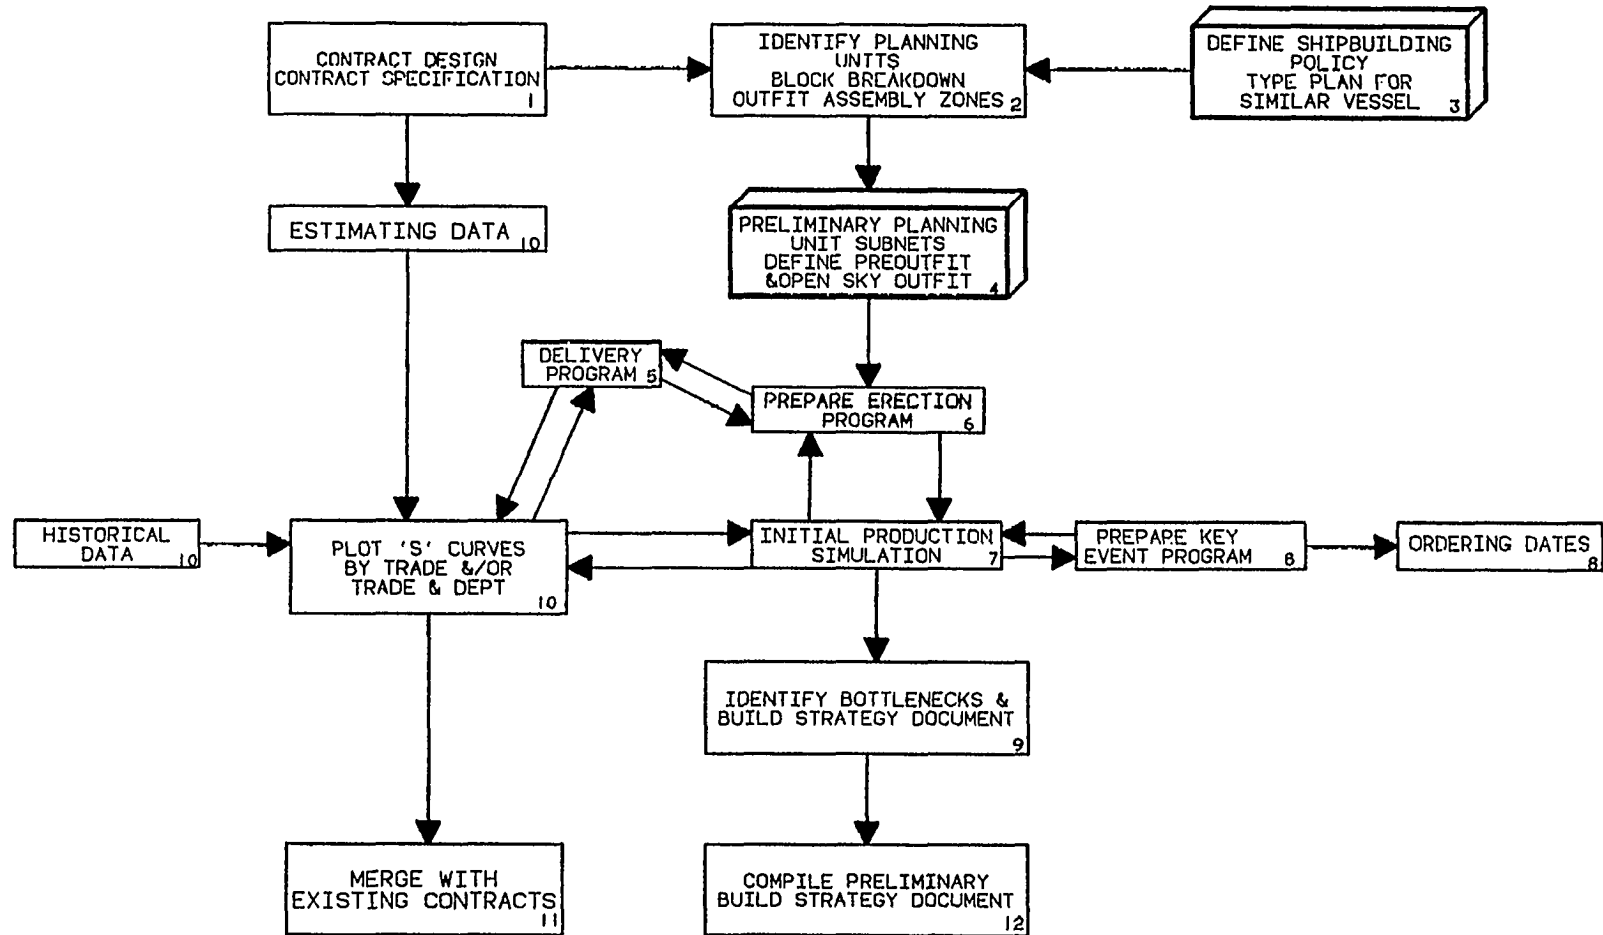 CONTRACT DESIGN
CONTRACT SPECIFICATION
1
IDENTIFY PLANNING
UNTTS
BLOCK BREAKDOWN
OUTFIT ASSEMBLY ZONES 2
DEFINE SHIPBUILDING
POLICY
TYPE PLAN FOR
SIMILAR VESSEL 3
ESTIMATING DATA 10
PRELIMINARY PLANNING
UNIT SUBNETS
DEFINE PREOUTFIT
&OPEN SKY OUTFIT 4
DELIVERY
PROGRAM 5
PREPARE ERECTION
PROGRAM 6
HISTORICAL
DATA 10
PLOT 'S' CURVES
BY TRADE &/OR
TRADE & DEPT
10
INITIAL PRODUCTION
SIMULATION 7
PREPARE KEY
EVENT PROGRAM 8
ORDERING DATES 8
IDENTIFY BOTTLENECKS &
BUILD STRATEGY DOCUMENT
9
MERGE WITH
EXISTING CONTRACTS
11
COMPILE PRELIMINARY
BUILD STRATEGY DOCUMENT
12